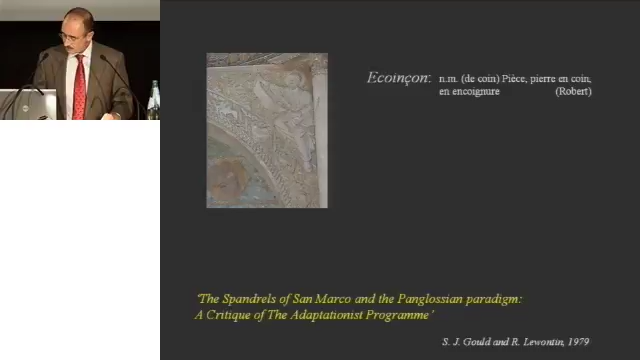 Ecoinçon: n.m. (de coin) Pièce, pierre en coin,
en encoignure (Robert)
'The Spandrels of San Marco and the Panglossian paradigm:
A Critique of The Adaptationist Programme'
S. J. Gould and R. Lewontin, 1979